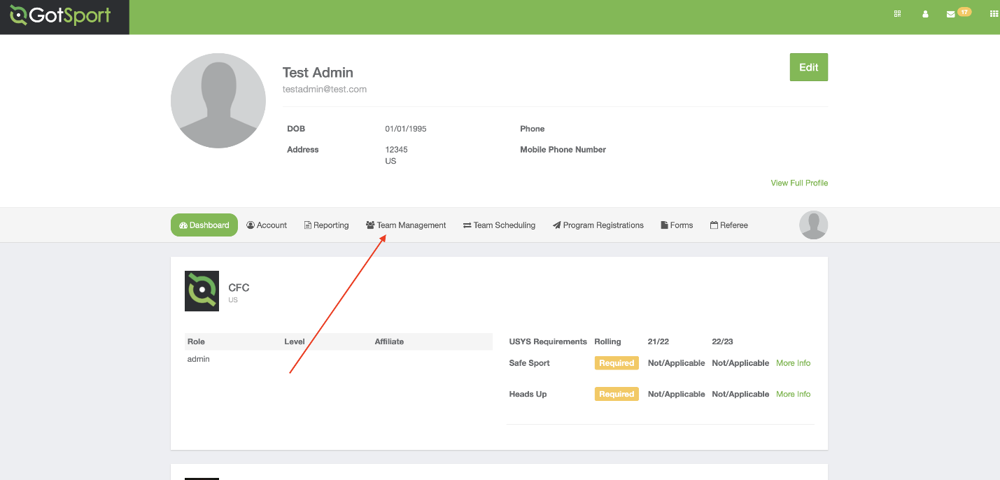 GotSport
17
Test Admin
Edit
testadmin@test.com
DOB 01/01/1995 Phone
Address 12345 Mobile Phone Number
US
View Full Profile
Dashboard Account Reporting Team Management Team Scheduling Program Registrations Forms Referee
CFC
US
Role Level Affiliate
admin
USYS Requirements Rolling 21/22 22/23
Safe Sport Required Not/Applicable Not/Applicable More Info
Heads Up Required Not/Applicable Not/Applicable More Info